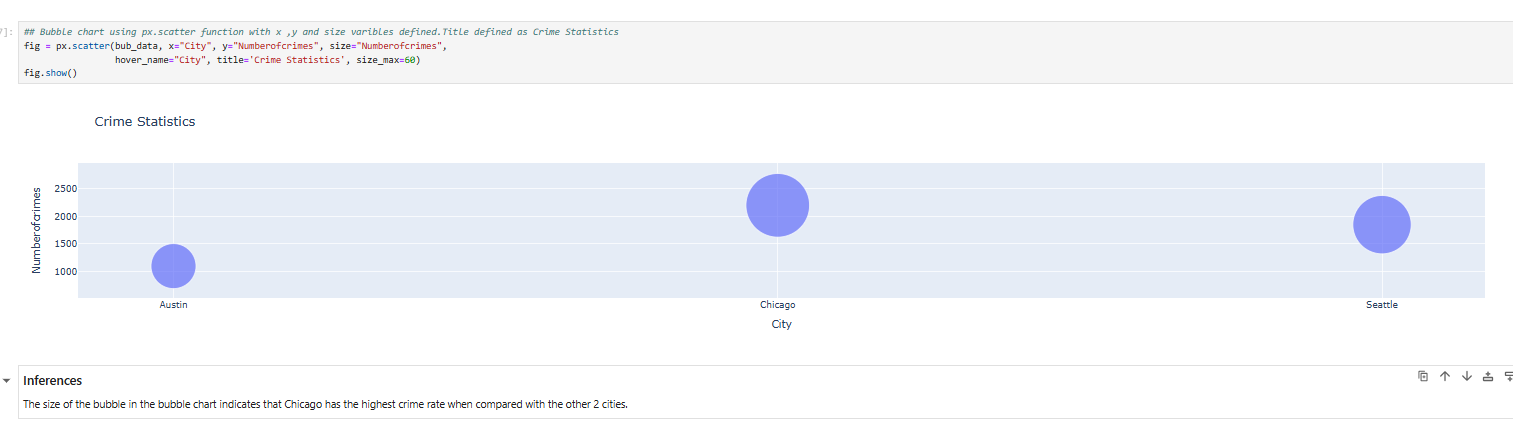 7]:
## Bubble chart using px.scatter function with x ,y and size varibles defined.Title defined as Crime Statistics
fig = px.scatter(bub_data, x="City", y="Numberofcrimes", size="Numberofcrimes",
hover_name="City", title='Crime Statistics', size_max=60)
fig.show()
Crime Statistics
Numberofcrimes
2500
2000
1500
1000
Austin Chicago Seattle
City
Inferences
The size of the bubble in the bubble chart indicates that Chicago has the highest crime rate when compared with the other 2 cities.